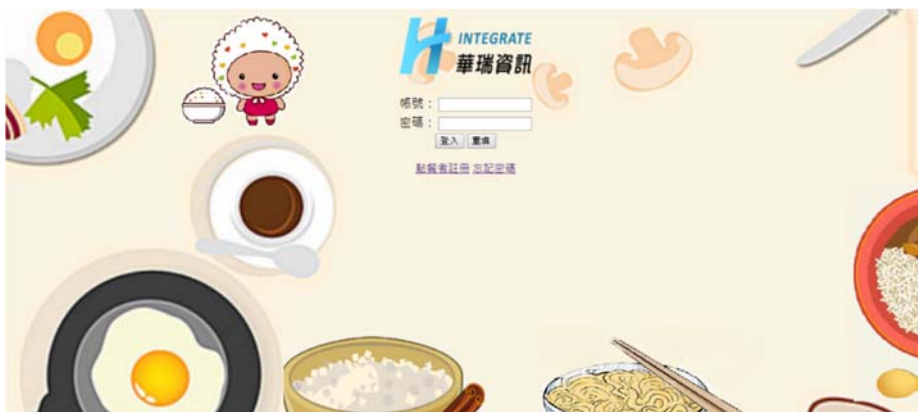 INTEGRATE
華瑞資訊
帳號：
密碼：
登入 重填
點餐者註冊 忘記密碼